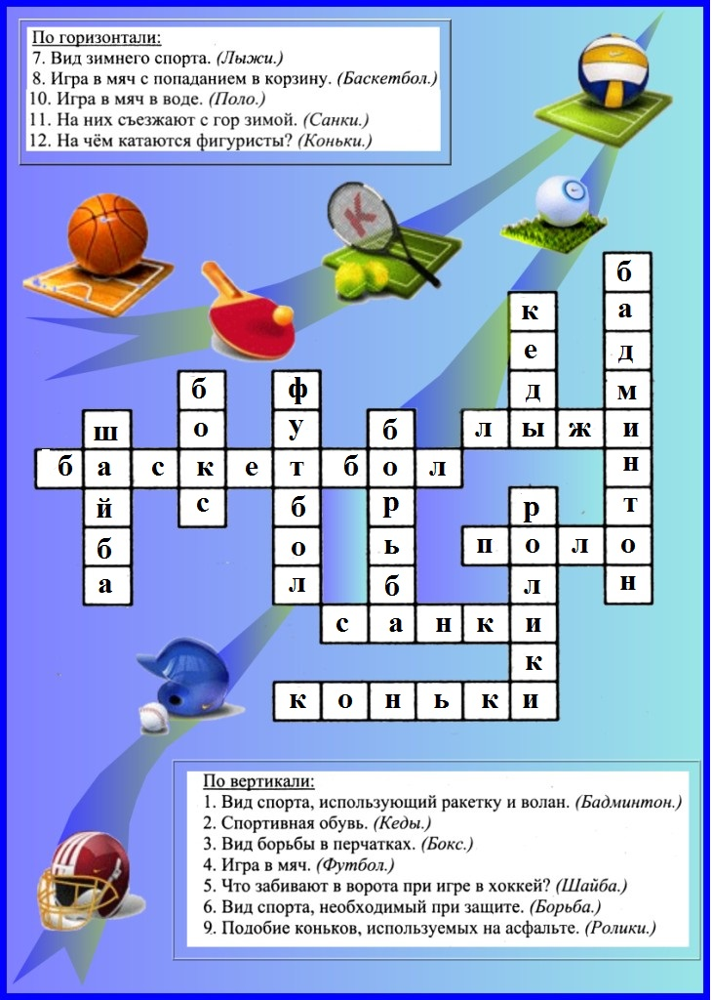 По горизонтали:
7. Вид зимнего спорта. (Лыжи.)
8. Игра в мяч с попаданием в корзину. (Баскетбол.)
10. Игра в мяч в воде. (Поло.)
11. На них съезжают с гор зимой. (Санки.)
12. На чём катаются фигуристы? (Коньки.)
K
б
к а
е д
б ф д м
ш о у б л ы ж и
б а с к е т б о л н
й с б р р т
б о ь п о л о
а л б л н
с а н к и
к
к о н ь к и
По вертикали:
1. Вид спорта, использующий ракетку и волан. (Бадминтон.)
2. Спортивная обувь. (Кеды.)
3. Вид борьбы в перчатках. (Бокс.)
4. Игра в мяч. (Футбол.)
5. Что забивают в ворота при игре в хоккей? (Шайба.)
6. Вид спорта, необходимый при защите. (Борьба.)
9. Подобие коньков, используемых на асфальте. (Ролики.)